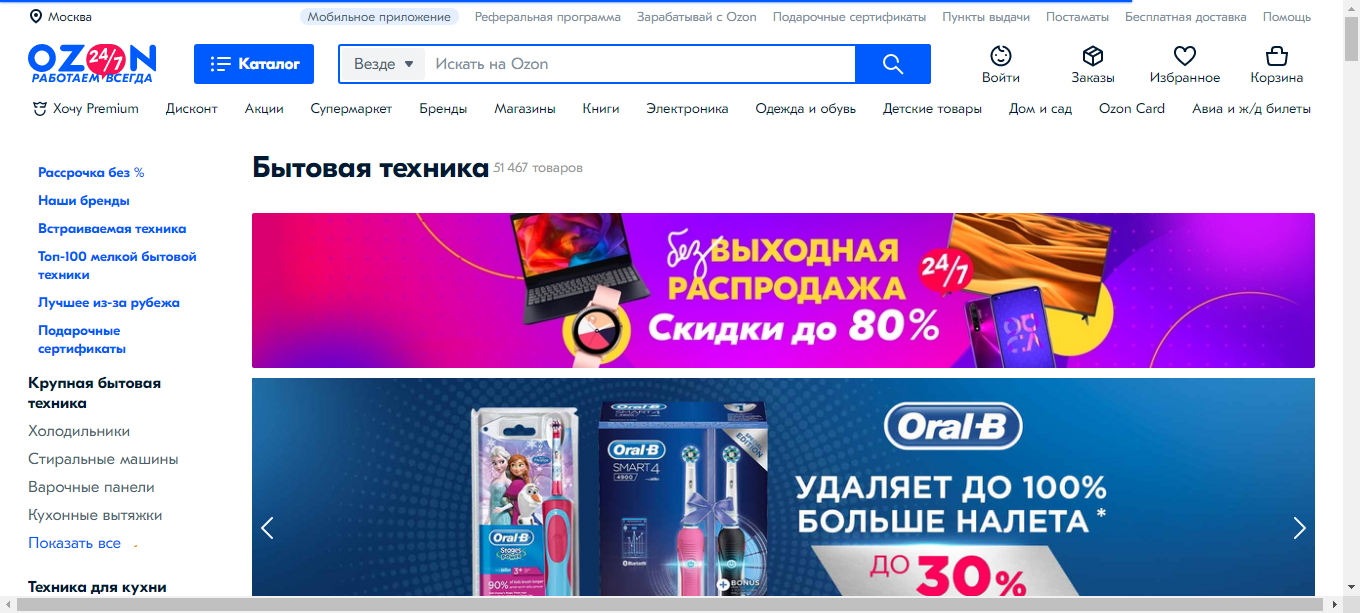 Москва
Мобильное приложение
Реферальная программа
Зарабатывай с Ozon
Подарочные сертификаты
Пункты выдачи
Постаматы
Бесплатная доставка
Помощь
OZON
24/7
РАБОТАЕМ ВСЕГДА
Каталог
Везде
Искать на Ozon
Войти
Заказы
Избранное
Корзина
Хочу Premium
Дисконт
Акции
Супермаркет
Бренды
Магазины
Книги
Электроника
Одежда и обувь
Детские товары
Дом и сад
Ozon Card
Авиа и ж/д билеты
Бытовая техника 51 467 товаров
Рассрочка без %
Наши бренды
Встраиваемая техника
Топ-100 мелкой бытовой
техники
Лучшее из-за рубежа
Подарочные
сертификаты
Крупная бытовая
техника
Холодильники
Стиральные машины
Варочные панели
Кухонные вытяжки
Показать все
Техника для кухни
безВЫХОДНАЯ
РАСПРОДАЖА
24/7
Скидки до 80%
Oral-B
SMART 4
4900
SPECIAL
EDITION
Bluetooth
BONUS
Oral-B
Stages
POWER
3+
90%
Oral-B
УДАЛЯЕТ ДО 100%
БОЛЬШЕ НАЛЕТА *
ДО 30%